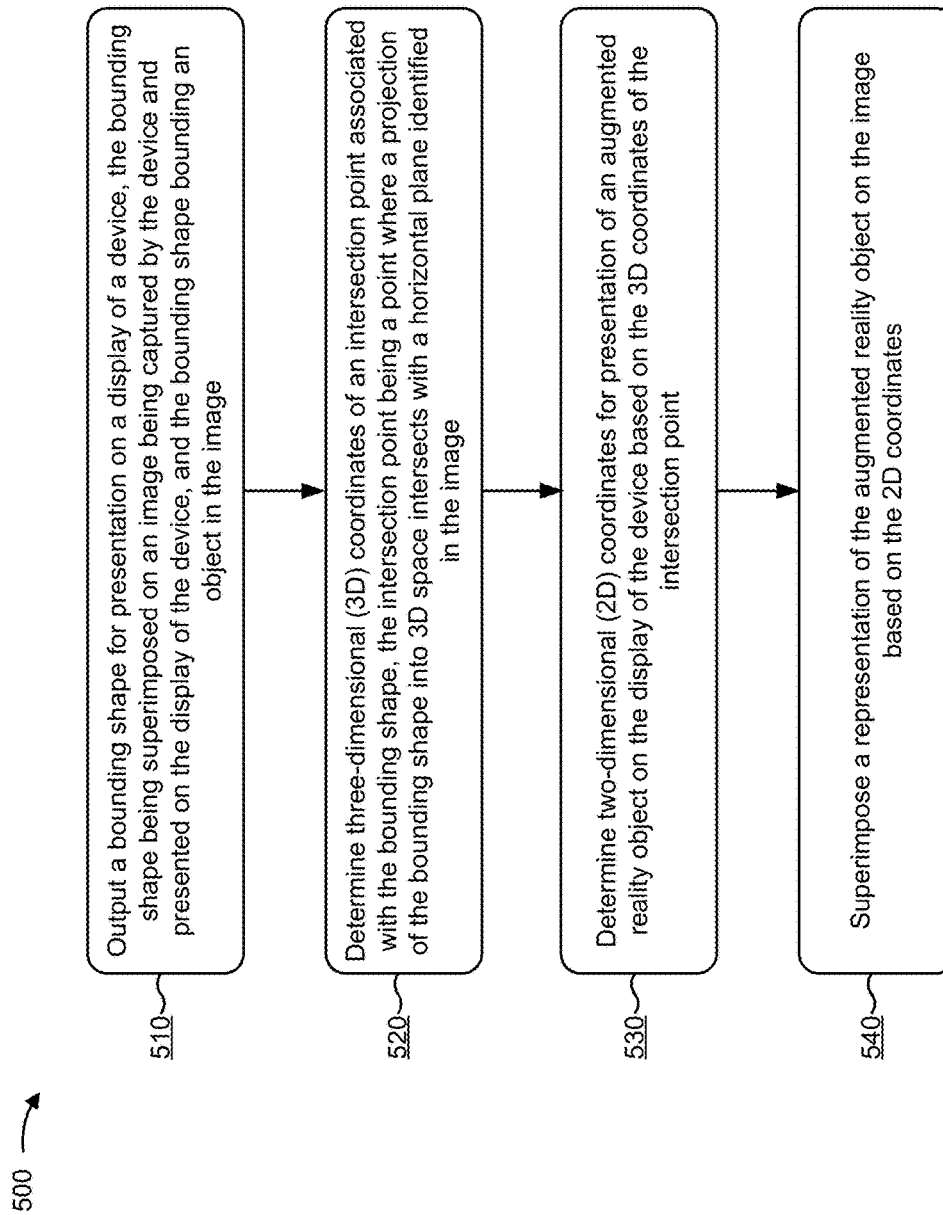 500
510
Output a bounding shape for presentation on a display of a device, the bounding
shape being superimposed on an image being captured by the device and
presented on the display of the device, and the bounding shape bounding an
object in the image
520
Determine three-dimensional (3D) coordinates of an intersection point associated
with the bounding shape, the intersection point being a point where a projection
of the bounding shape into 3D space intersects with a horizontal plane identified
in the image
530
Determine two-dimensional (2D) coordinates for presentation of an augmented
reality object on the display of the device based on the 3D coordinates of the
intersection point
540
Superimpose a representation of the augmented reality object on the image
based on the 2D coordinates